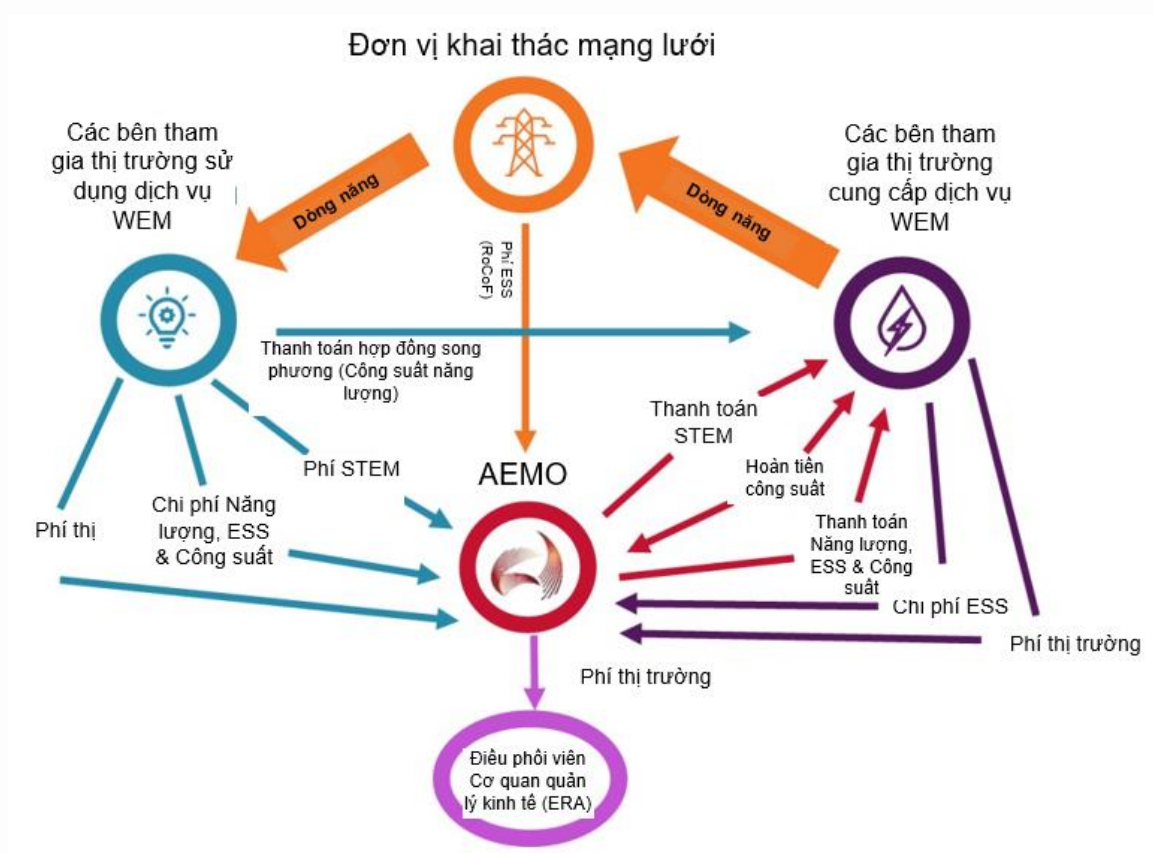 Đơn vị khai thác mạng lưới
Các bên tham
gia thị trường sử
dụng dịch vụ
WEM
Các bên tham
gia thị trường
cung cấp dịch vụ
WEM
Dòng năng
Dòng năng
Phí ESS
(RoCoF)
Thanh toán hợp đồng song
phương (Công suất năng
lượng)
Thanh toán
STEM
Phí STEM
AEMO
Hoàn tiền
công suất
Phí thị
Chi phí Năng
lượng, ESS
& Công suất
Thanh toán
Năng lượng,
ESS & Công
suất
Chi phí ESS
Phí thị trường
Phí thị trường
Điều phối viên
Cơ quan quản
lý kinh tế (ERA)